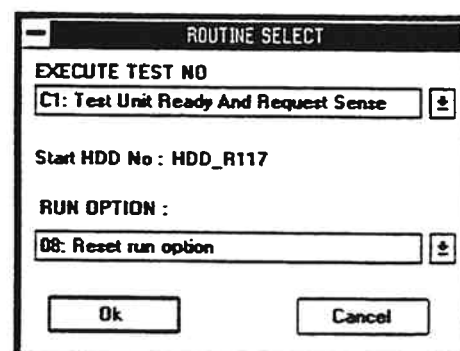 ROUTINE SELECT
EXECUTE TEST NO
C1: Test Unit Ready And Request Sense
Start HDD No : HDD_R117
RUN OPTION :
08: Reset run option
Ok
Cancel